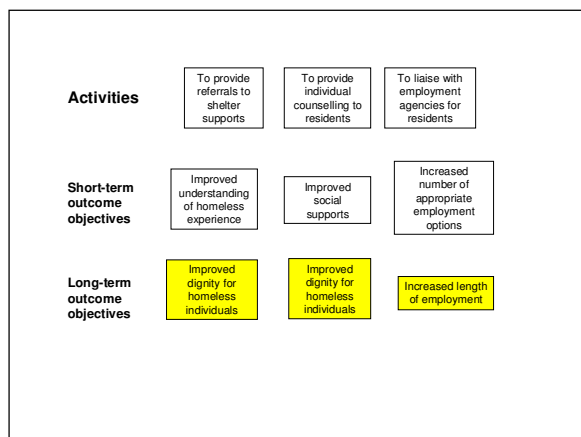 Activities
To provide
referrals to
shelter
supports
To provide
individual
counselling to
residents
To liaise with
employment
agencies for
residents
Short-term
outcome
objectives
Improved
understanding
of homeless
experience
Improved
social
supports
Increased
number of
appropriate
employment
options
Long-term
outcome
objectives
Improved
dignity for
homeless
individuals
Improved
dignity for
homeless
individuals
Increased length
of employment